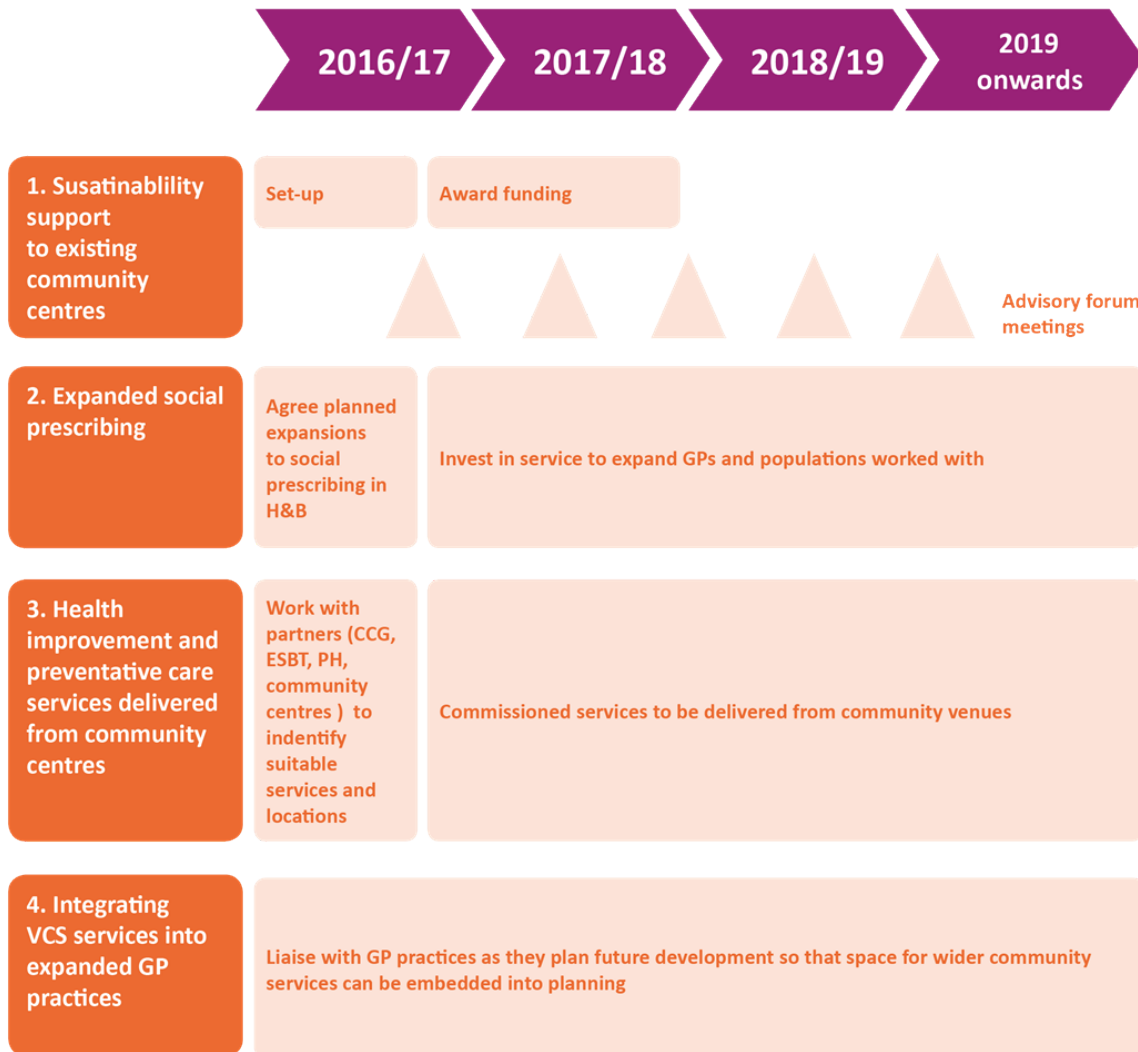 2016/17
2017/18
2018/19
2019
onwards
1. Susatinablility
support
to existing
community
centres
Set-up
Award funding
Advisory forum
meetings
2. Expanded social
prescribing
Agree planned
expansions
to social
prescribing in
H&B
Invest in service to expand GPs and populations worked with
3. Health
improvement and
preventative care
services delivered
from community
centres
Work with
partners (CCG,
ESBT, PH,
community
centres )  to
indentify
suitable
services and
locations
Commissioned services to be delivered from community venues
4. Integrating
VCS services into
expanded GP
practices
Liaise with GP practices as they plan future development so that space for wider community
services can be embedded into planning